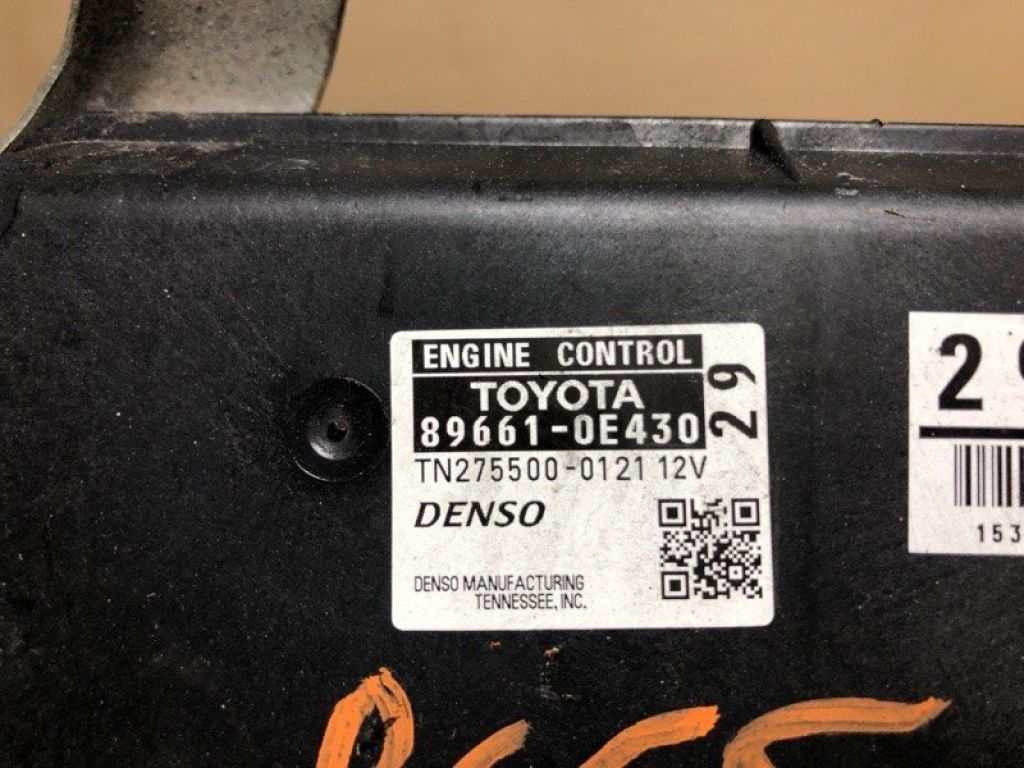 ENGINE CONTROL
TOYOTA
89661-0E430
29
TN275500-0121 12V
DENSO
DENSO MANUFACTURING
TENNESSEE, INC.
2
153